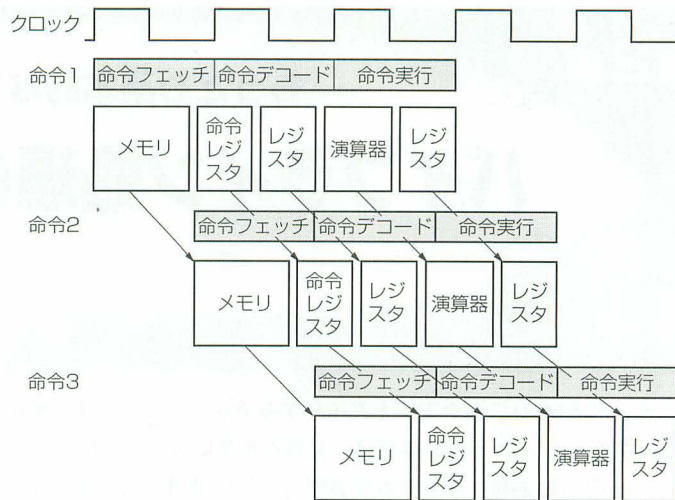 クロック
命令1
命令フェッチ 命令デコード 命令実行
メモリ
命令
レジ
スタ
レジ
スタ
演算器
レジ
スタ
命令2
命令フェッチ 命令デコード 命令実行
メモリ
命令
レジ
スタ
レジ
スタ
演算器
レジ
スタ
命令3
命令フェッチ 命令デコード 命令実行
メモリ
命令
レジ
スタ
レジ
スタ
演算器
レジ
スタ